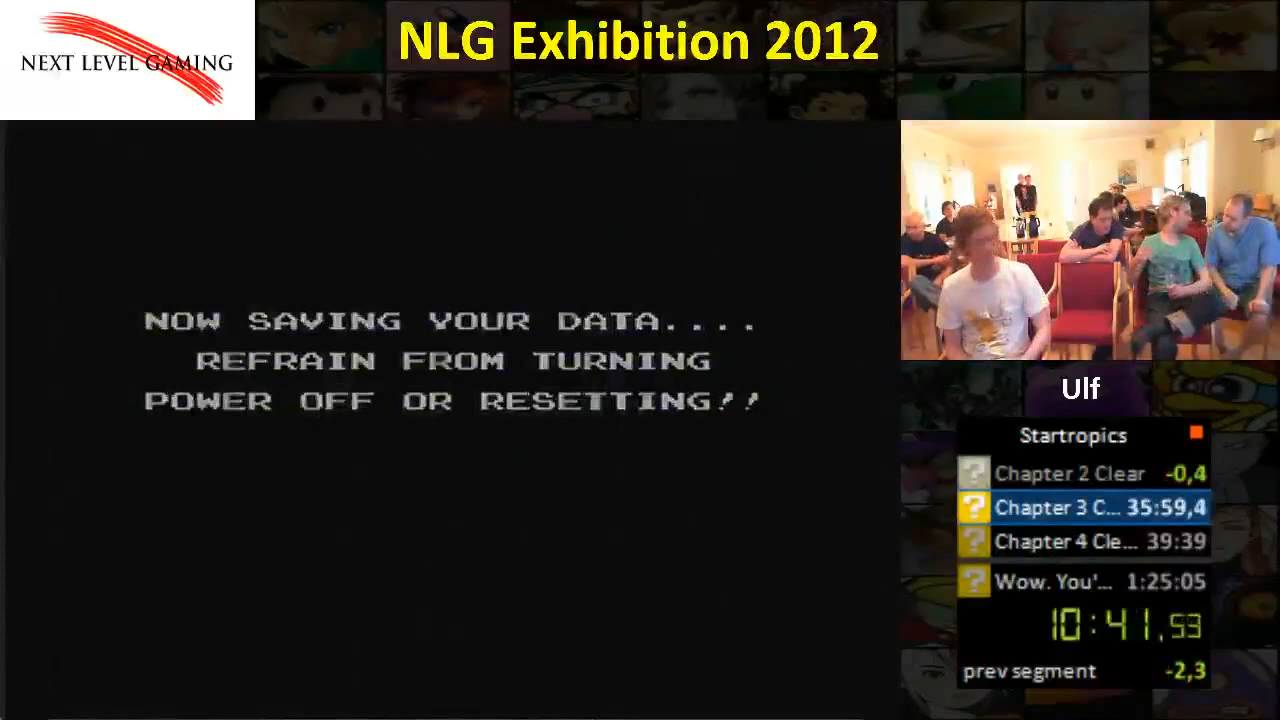 NEXT LEVEL GAMING
NLG Exhibition 2012
NOW SAVING YOUR DATA....
REFRAIN FROM TURNING
POWER OFF OR RESETTING!!
Ulf
Startropics
? Chapter 2 Clear -0,4
? Chapter 3 C... 35:59,4
? Chapter 4 Cle... 39:39
? Wow. You'... 1:25:05
10:41,53
prev segment -2,3